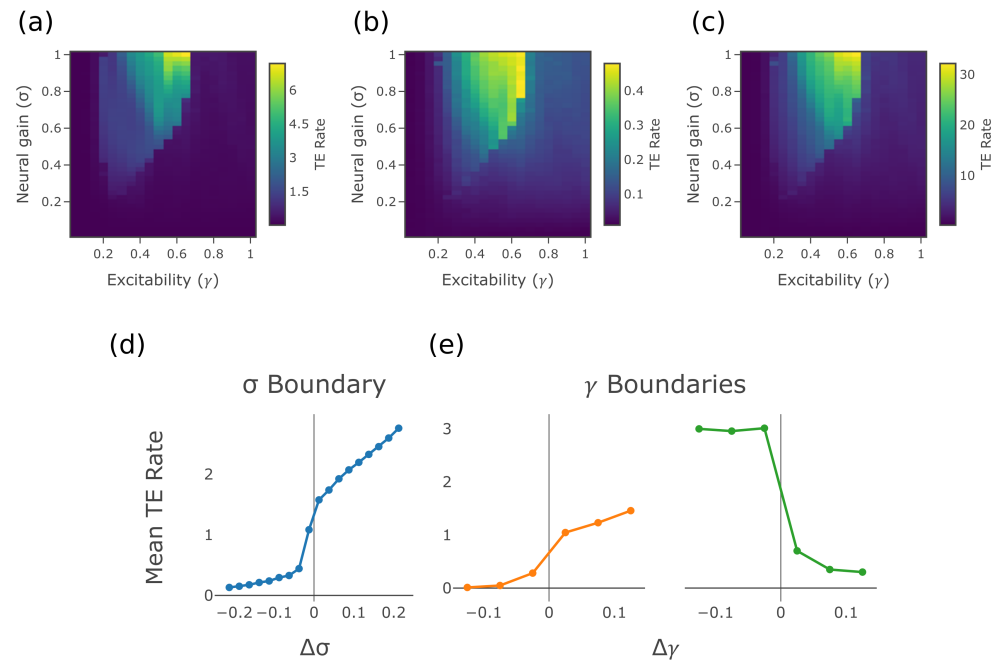 (a)
(b)
(c)
Neural gain (σ)
1
0.8
0.6
0.4
0.2
0.2 0.4 0.6 0.8 1
Excitability (γ)
6
4.5
3
1.5
TE Rate
Neural gain (σ)
1
0.8
0.6
0.4
0.2
0.2 0.4 0.6 0.8 1
Excitability (γ)
0.4
0.3
0.2
0.1
TE Rate
Neural gain (σ)
1
0.8
0.6
0.4
0.2
0.2 0.4 0.6 0.8 1
Excitability (γ)
30
20
10
TE Rate
(d)
(e)
σ Boundary
γ Boundaries
Mean TE Rate
2
1
0
−0.2 −0.1 0 0.1 0.2
Δσ
3
2
1
0
−0.1 0 0.1
−0.1 0 0.1
Δγ